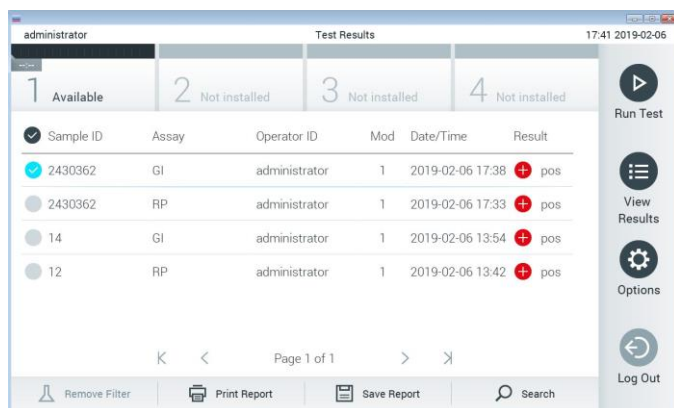 administrator Test Results 17:41 2019-02-06
--:--
1 Available 2 Not installed 3 Not installed 4 Not installed
Run Test
Sample ID Assay Operator ID Mod Date/Time Result
2430362 GI administrator 1 2019-02-06 17:38 pos
2430362 RP administrator 1 2019-02-06 17:33 pos
14 GI administrator 1 2019-02-06 13:54 pos
12 RP administrator 1 2019-02-06 13:42 pos
View
Results
Options
Page 1 of 1
Log Out
Remove Filter Print Report Save Report Search